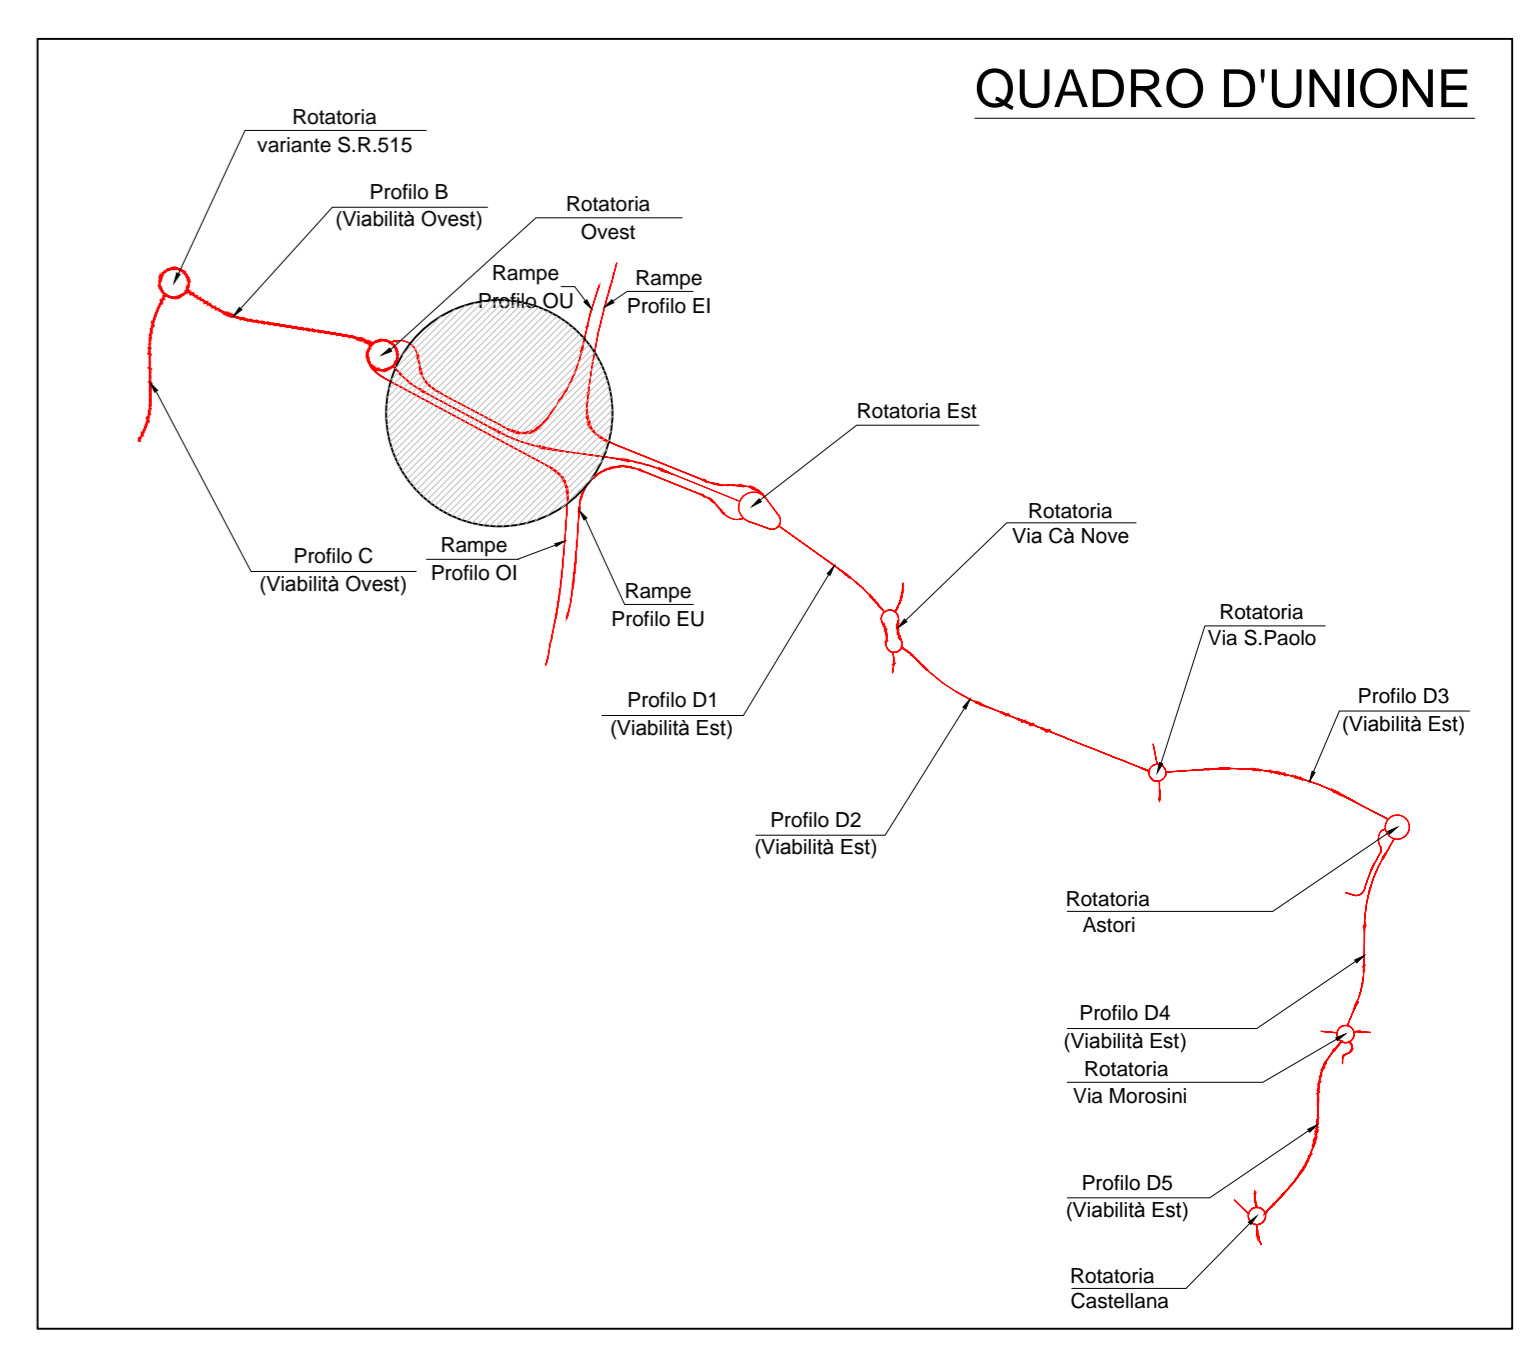 QUADRO D'UNIONE
Rotatoria
variante S.R.515
Profilo B
(Viabilità Ovest)
Rotatoria
Ovest
Rampe
Profilo OU
Rampe
Profilo EI
Rotatoria Est
Rotatoria
Via Cà Nove
Profilo C
(Viabilità Ovest)
Rampe
Profilo OI
Rampe
Profilo EU
Rotatoria
Via S.Paolo
Profilo D1
(Viabilità Est)
Profilo D3
(Viabilità Est)
Profilo D2
(Viabilità Est)
Rotatoria
Astori
Profilo D4
(Viabilità Est)
Rotatoria
Via Morosini
Profilo D5
(Viabilità Est)
Rotatoria
Castellana